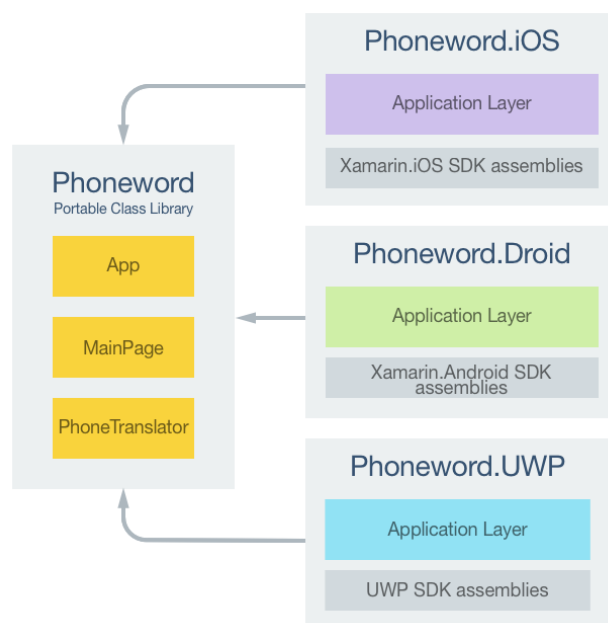 Phoneword
Portable Class Library
App
MainPage
PhoneTranslator
Phoneword.iOS
Application Layer
Xamarin.iOS SDK assemblies
Phoneword.Droid
Application Layer
Xamarin.Android SDK
assemblies
Phoneword.UWP
Application Layer
UWP SDK assemblies